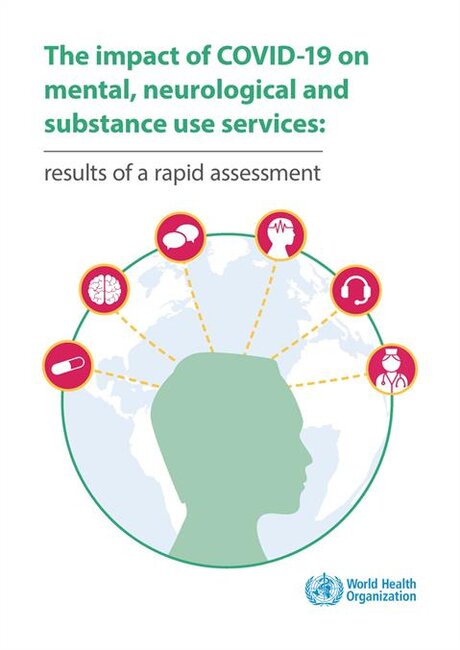 The impact of COVID-19 on
mental, neurological and
substance use services:
results of a rapid assessment
World Health
Organization